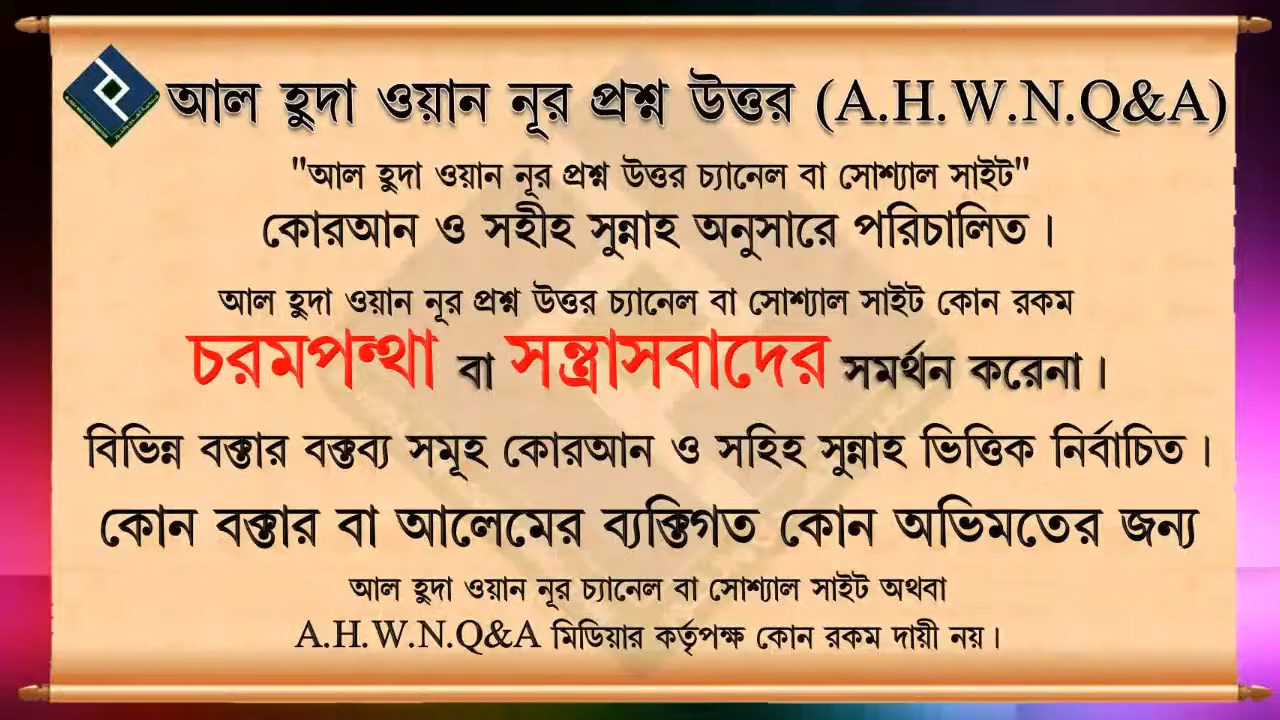 আল হুদা ওয়ান নূর প্রশ্ন উত্তর (A.H.W.N.Q&A)
"আল হুদা ওয়ান নূর প্রশ্ন উত্তর চ্যানেল বা সোশ্যাল সাইট"
কোরআন ও সহীহ সুন্নাহ অনুসারে পরিচালিত।
আল হুদা ওয়ান নূর প্রশ্ন উত্তর চ্যানেল বা সোশ্যাল সাইট কোন রকম
চরমপন্থা বা সন্ত্রাসবাদের সমর্থন করেনা।
বিভিন্ন বক্তার বক্তব্য সমূহ কোরআন ও সহিহ সুন্নাহ ভিত্তিক নির্বাচিত।
কোন বক্তার বা আলেমের ব্যক্তিগত কোন অভিমতের জন্য
আল হুদা ওয়ান নূর চ্যানেল বা সোশ্যাল সাইট অথবা
A.H.W.N.Q&A মিডিয়ার কর্তৃপক্ষ কোন রকম দায়ী নয়।